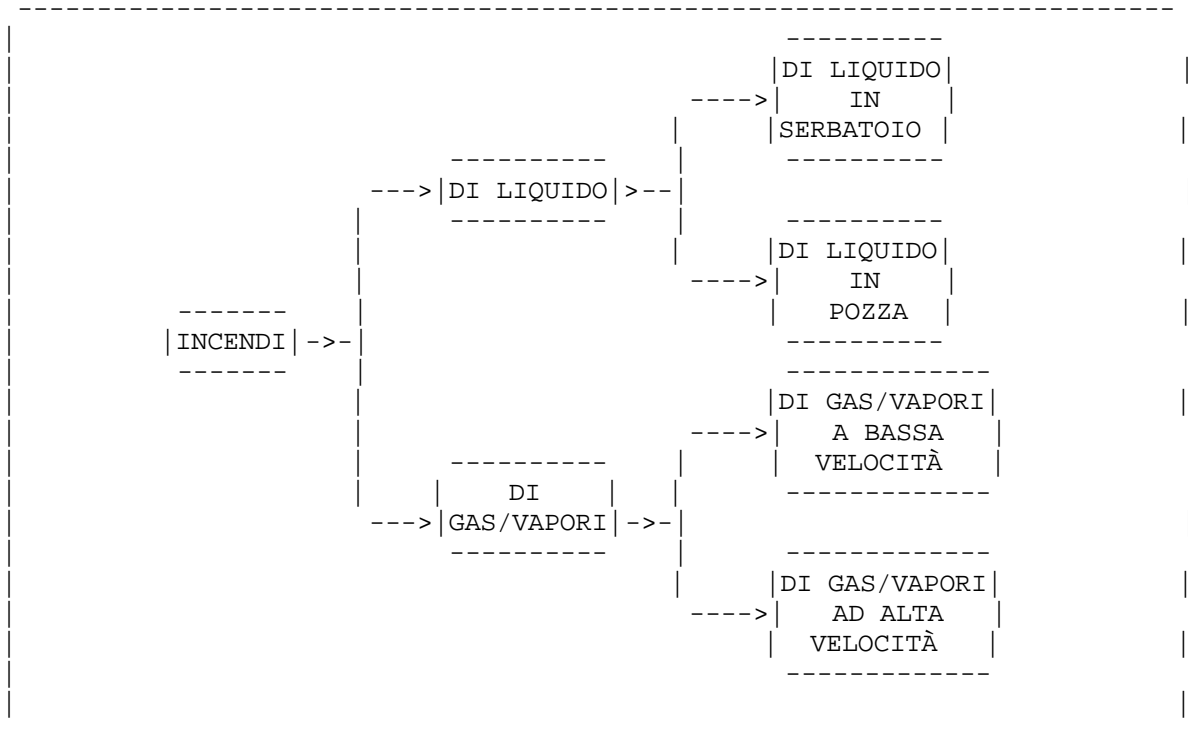 DI LIQUIDO
IN
SERBATOIO
DI LIQUIDO
DI LIQUIDO
IN
POZZA
INCENDI
DI GAS/VAPORI
A BASSA
VELOCITÀ
DI
GAS/VAPORI
DI GAS/VAPORI
AD ALTA
VELOCITÀ